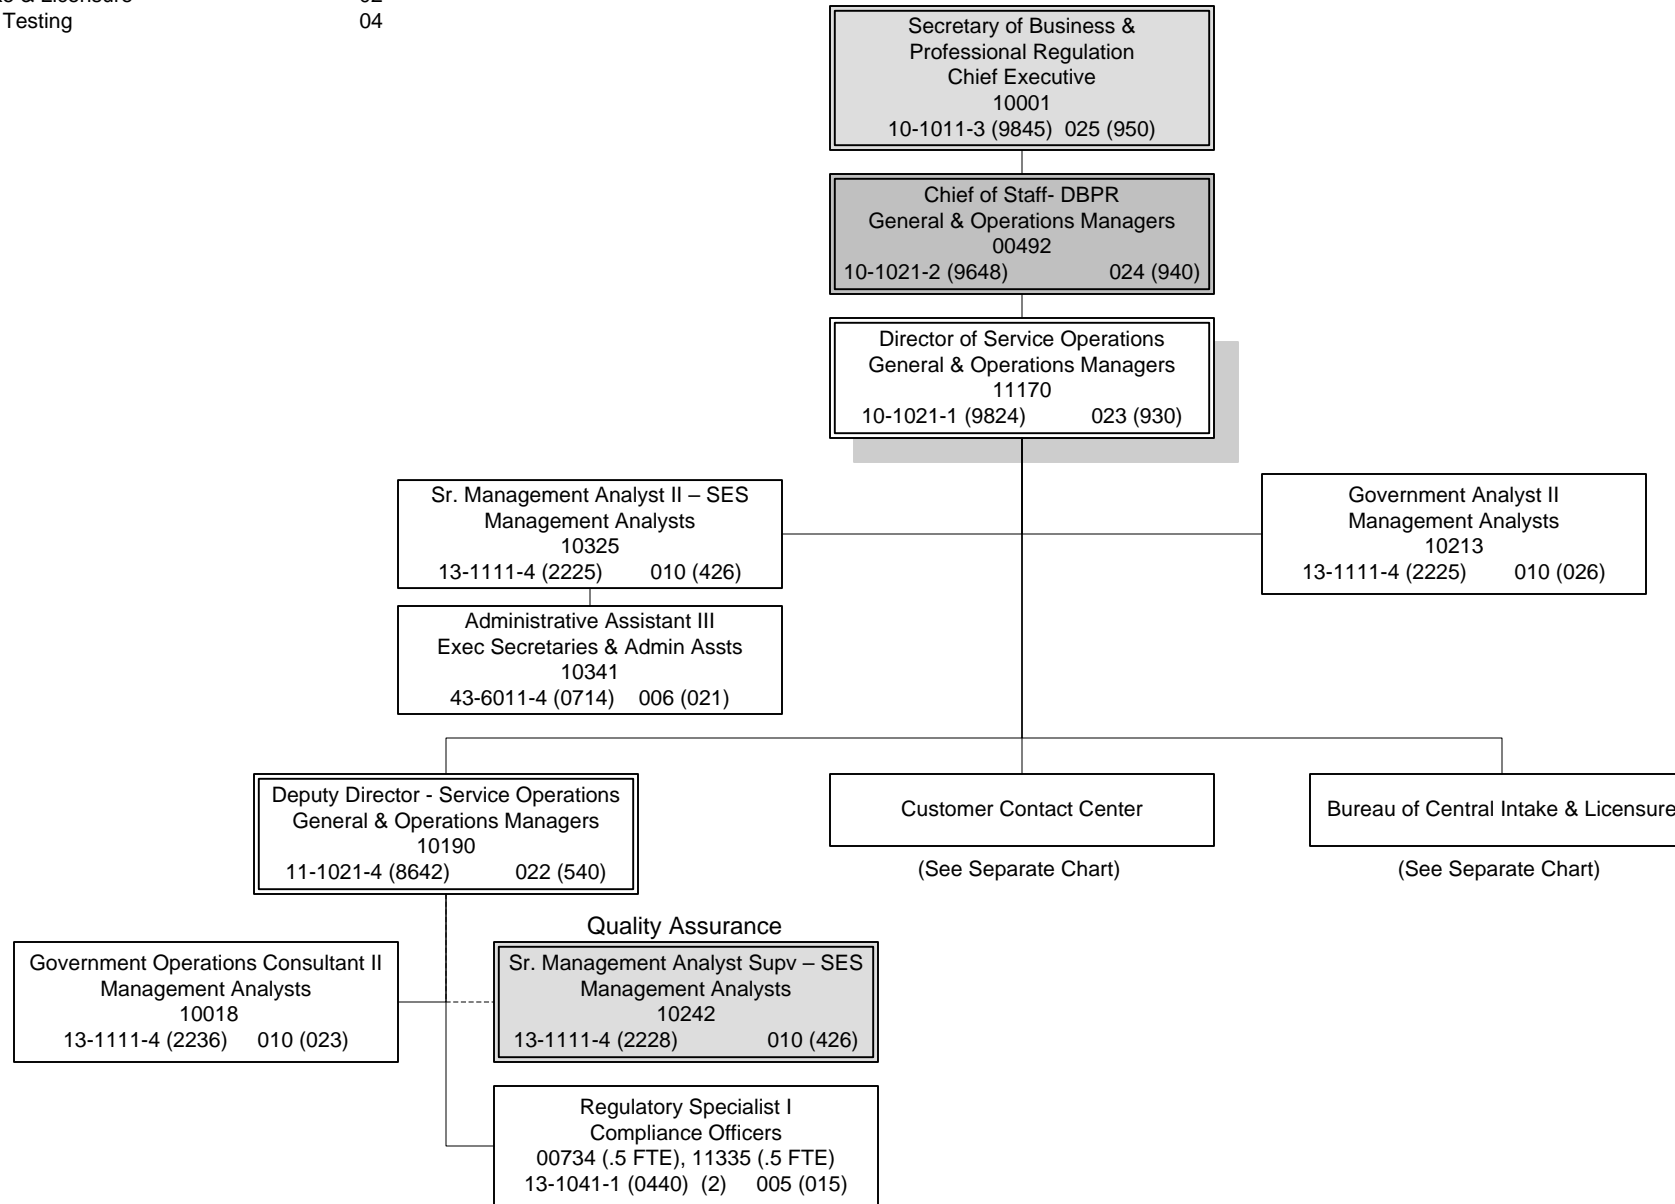 & Licensure
Testing 04
Secretary of Business &
Professional Regulation
Chief Executive
10001
10-1011-3 (9845) 025 (950)
Chief of Staff- DBPR
General & Operations Managers
00492
10-1021-2 (9648) 024 (940)
Director of Service Operations
General & Operations Managers
11170
10-1021-1 (9824) 023 (930)
Sr. Management Analyst II – SES
Management Analysts
10325
13-1111-4 (2225) 010 (426)
Government Analyst II
Management Analysts
10213
13-1111-4 (2225) 010 (026)
Administrative Assistant III
Exec Secretaries & Admin Assts
10341
43-6011-4 (0714) 006 (021)
Deputy Director - Service Operations
General & Operations Managers
10190
11-1021-4 (8642) 022 (540)
Customer Contact Center
(See Separate Chart)
Bureau of Central Intake & Licensure
(See Separate Chart)
Government Operations Consultant II
Management Analysts
10018
13-1111-4 (2236) 010 (023)
Quality Assurance
Sr. Management Analyst Supv – SES
Management Analysts
10242
13-1111-4 (2228) 010 (426)
Regulatory Specialist I
Compliance Officers
00734 (.5 FTE), 11335 (.5 FTE)
13-1041-1 (0440) (2) 005 (015)